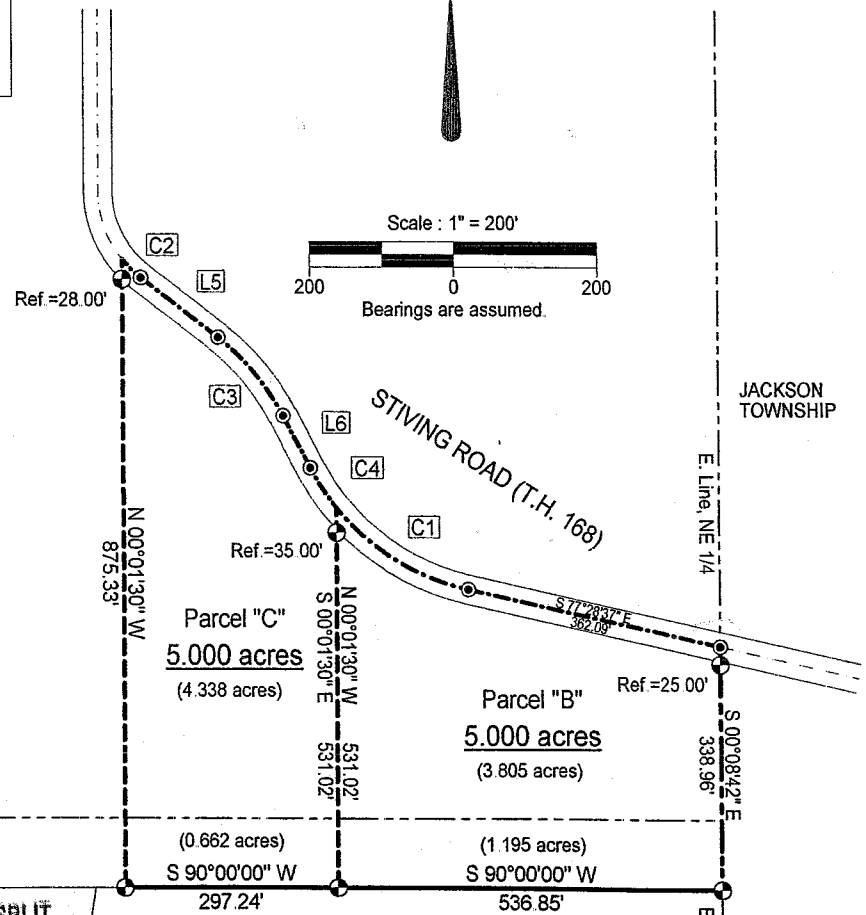 Scale : 1" = 200'
200
0
200
Bearings are assumed.
C2
L5
Ref.=28.00'
C3
L6
C4
STIVING ROAD (T.H. 168)
JACKSON
TOWNSHIP
E. Line, NE 1/4
C1
Ref.=35.00'
S 77°28'37" E
362.09'
Ref.=25.00'
N 00°01'30" W
875.33'
Parcel "C"
5.000 acres
(4.338 acres)
N 00°01'30" W
531.02'
S 00°01'30" E
531.02'
Parcel "B"
5.000 acres
(3.805 acres)
S 00°08'42" E
338.96'
(0.662 acres)
S 90°00'00" W
297.24'
(1.195 acres)
S 90°00'00" W
536.85'
SPLIT
E